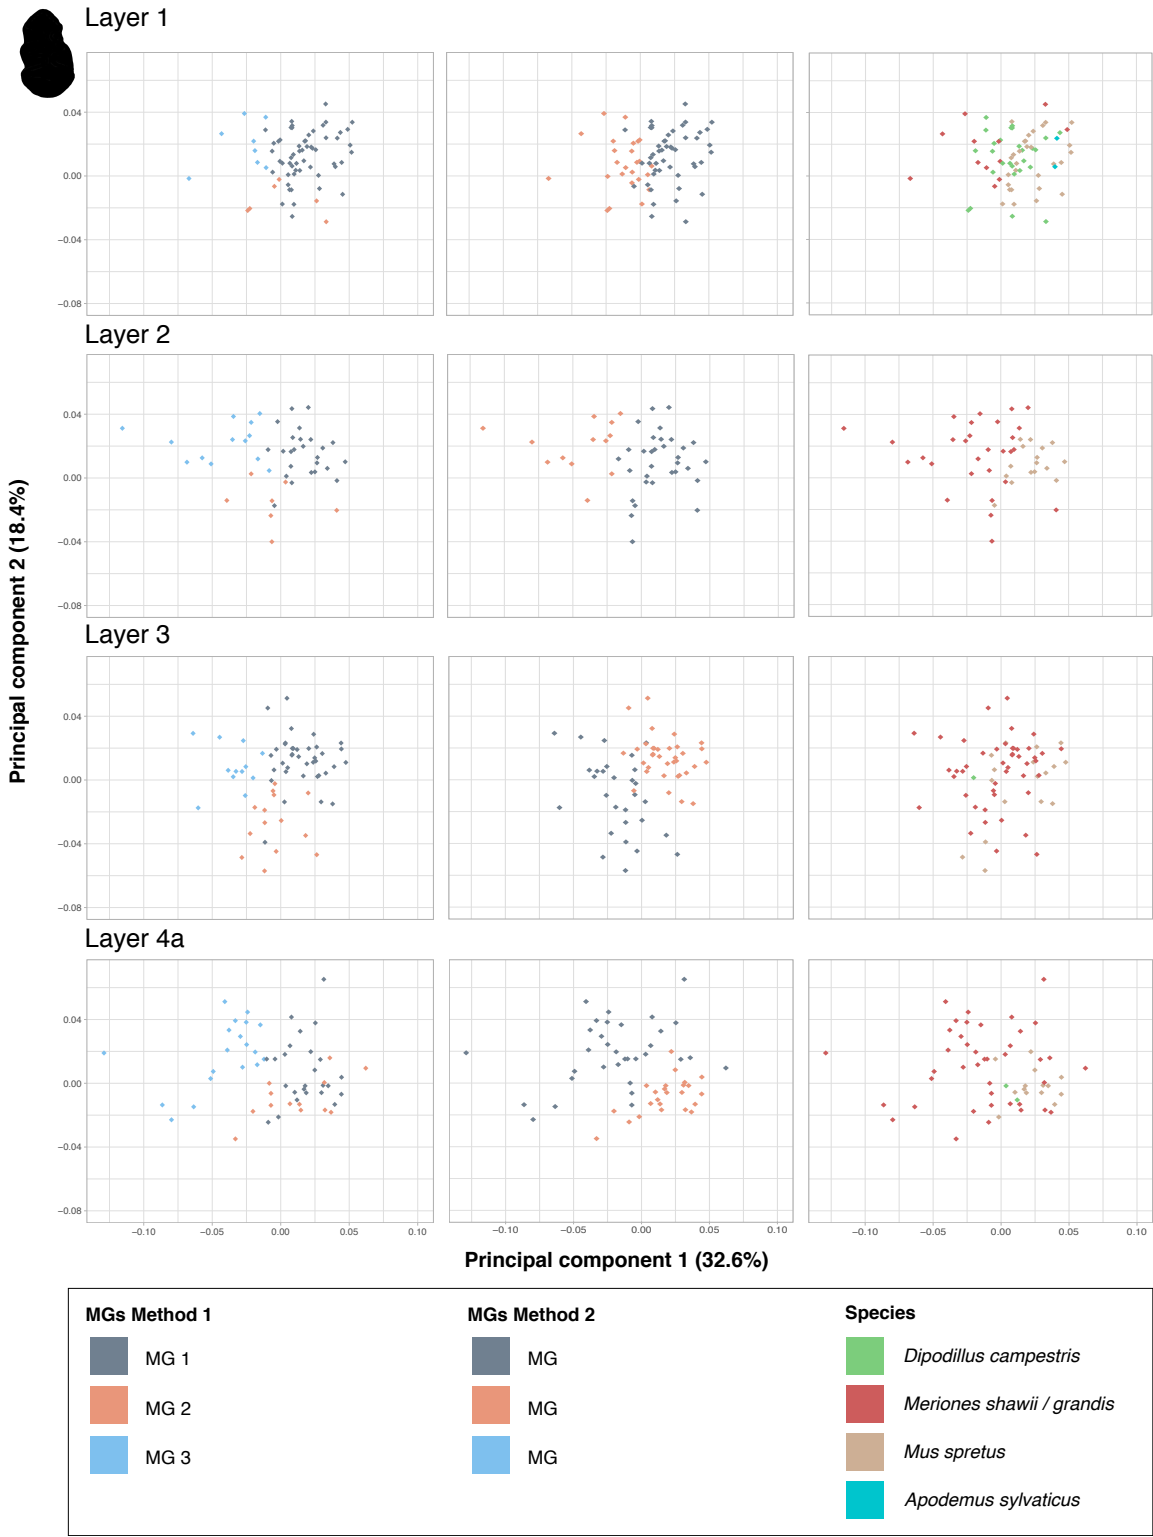 Layer 1
0.04
0.00
−0.04
−0.08
Layer 2
0.04
0.00
−0.04
−0.08
Layer 3
0.04
0.00
−0.04
−0.08
Layer 4a
0.04
0.00
−0.04
−0.08
Principal component 2 (18.4%)
−0.10 −0.05 0.00 0.05 0.10 −0.10 −0.05 0.00 0.05 0.10 −0.10 −0.05 0.00 0.05 0.10
Principal component 1 (32.6%)
MGs Method 1
MG 1
MG 2
MG 3
MGs Method 2
MG
MG
MG
Species
Dipodillus campestris
Meriones shawii / grandis
Mus spretus
Apodemus sylvaticus